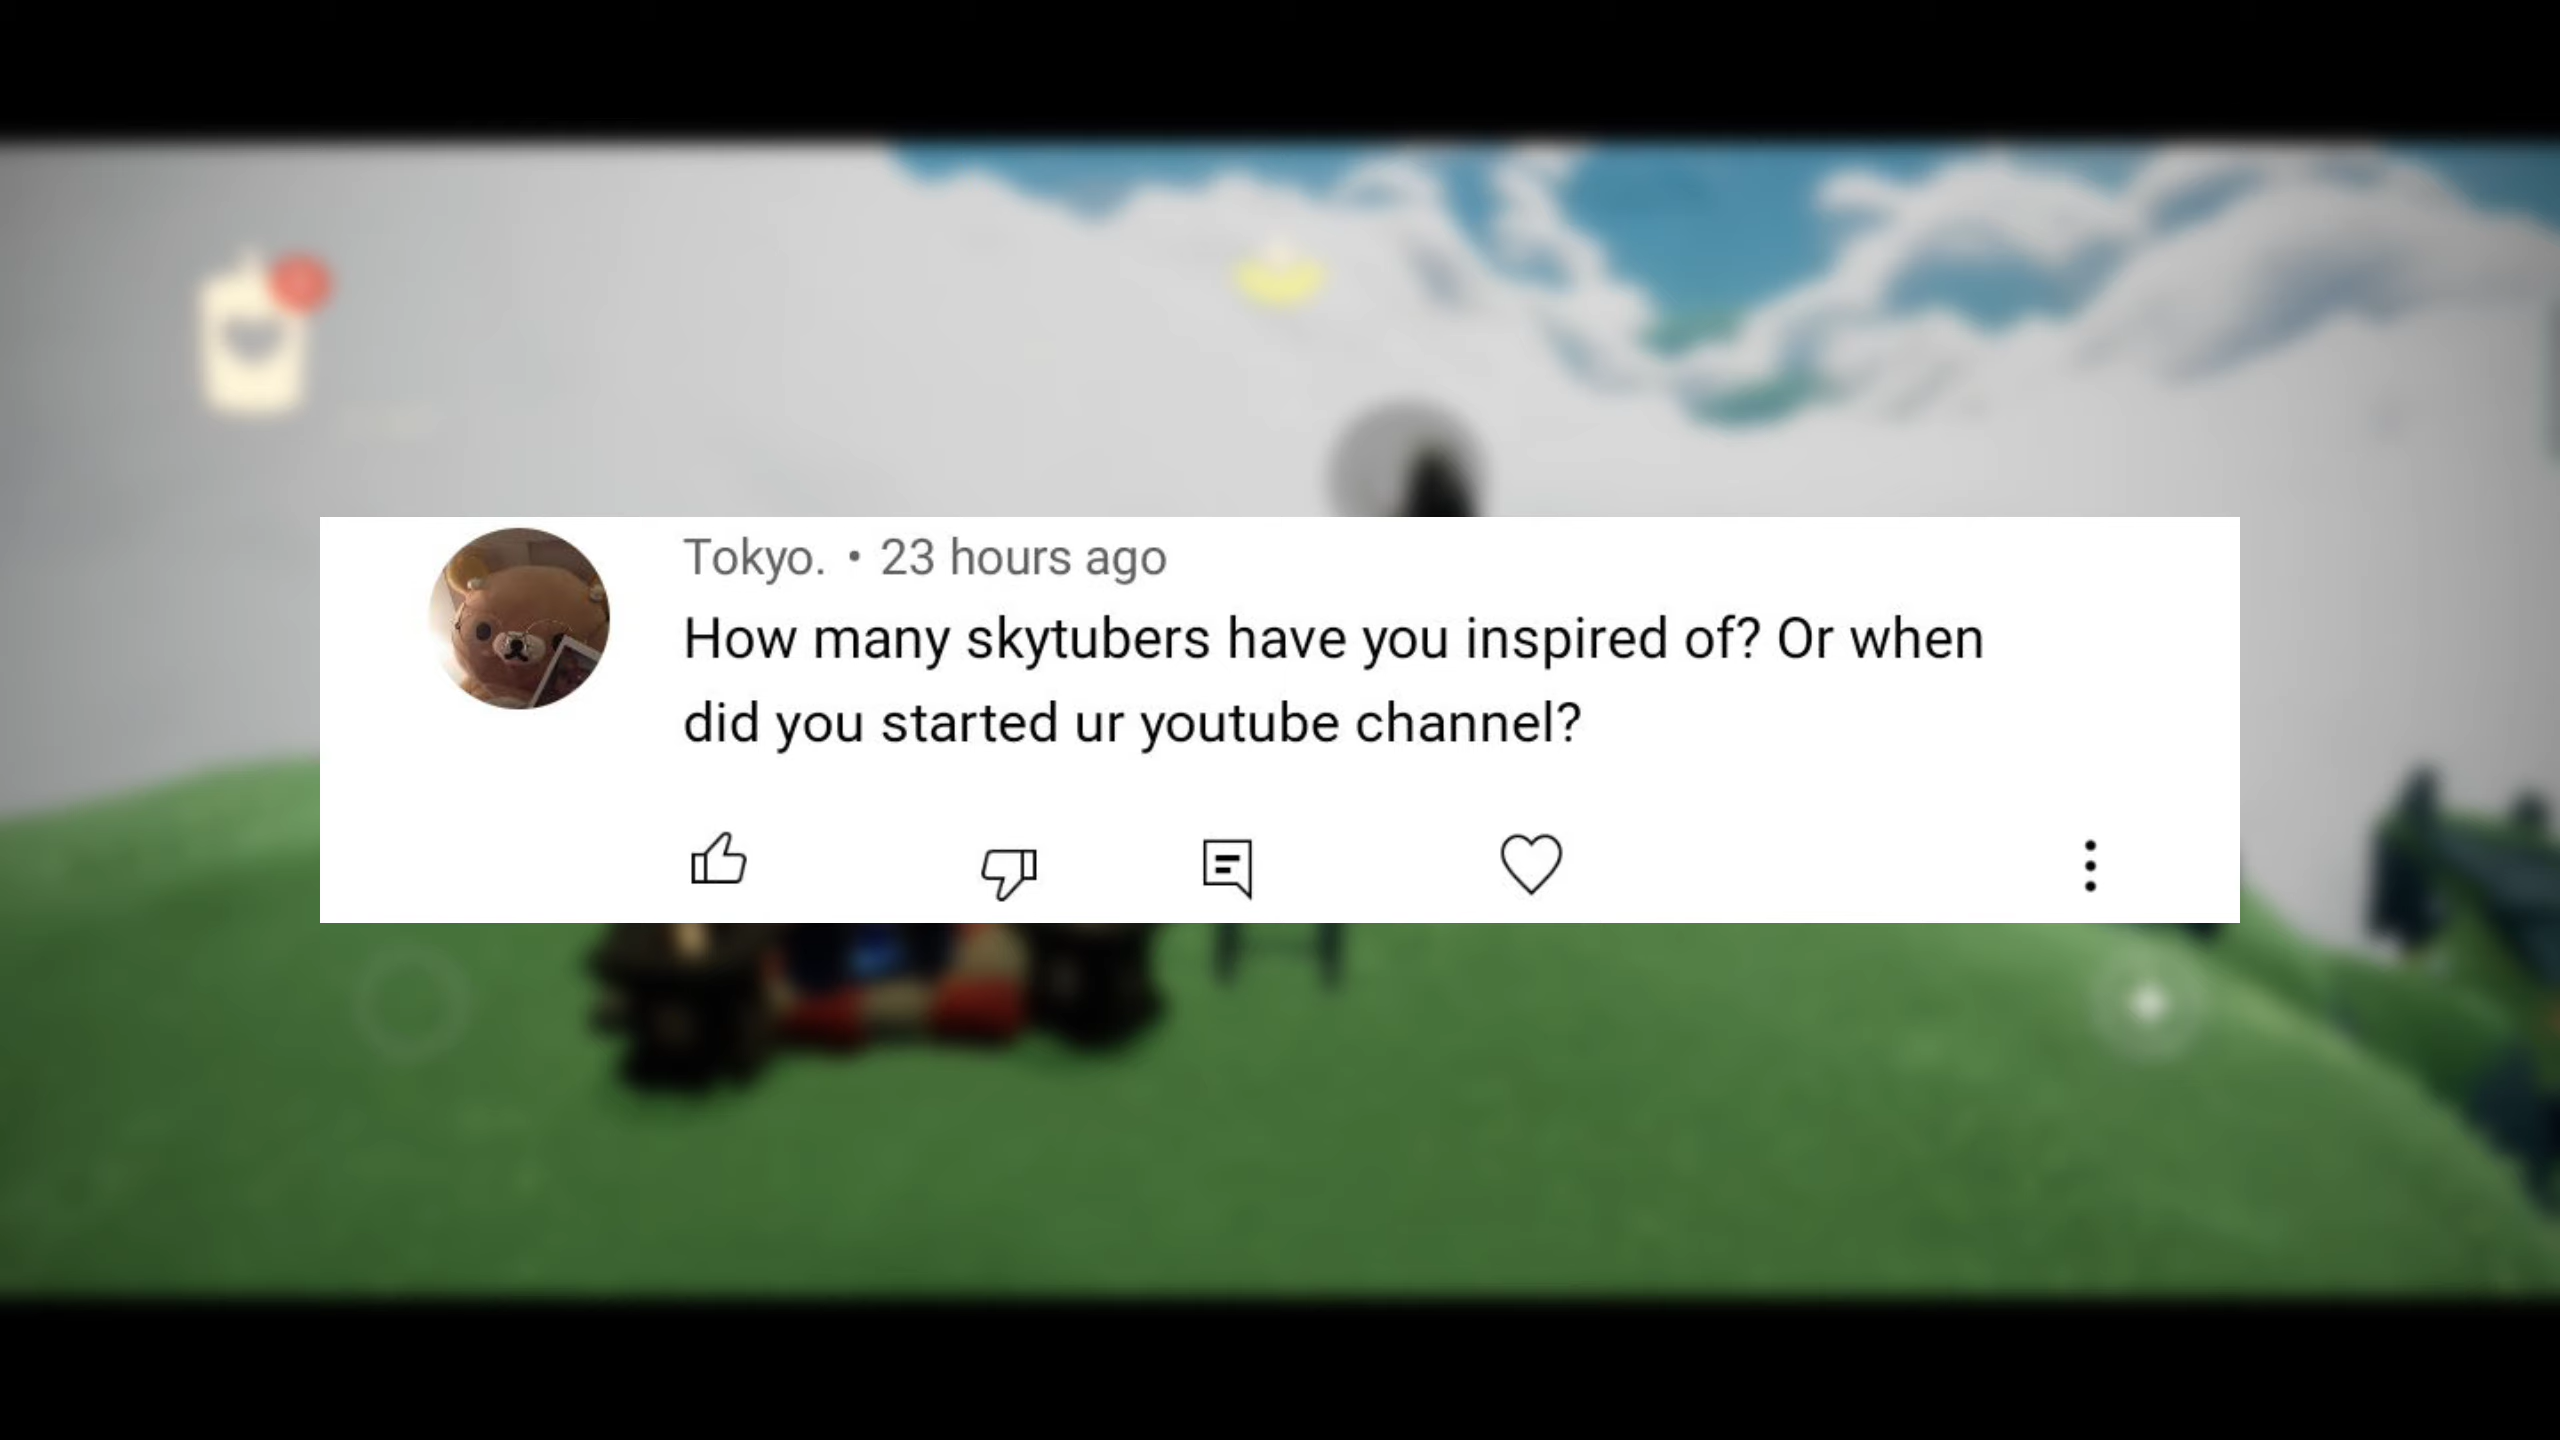 Tokyo. • 23 hours ago
How many skytubers have you inspired of? Or when
did you started ur youtube channel?